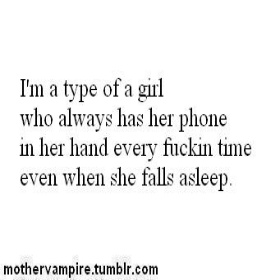 I'm a type of a girl
who always has her phone
in her hand every fuckin time
even when she falls asleep.
mothervampire.tumblr.com